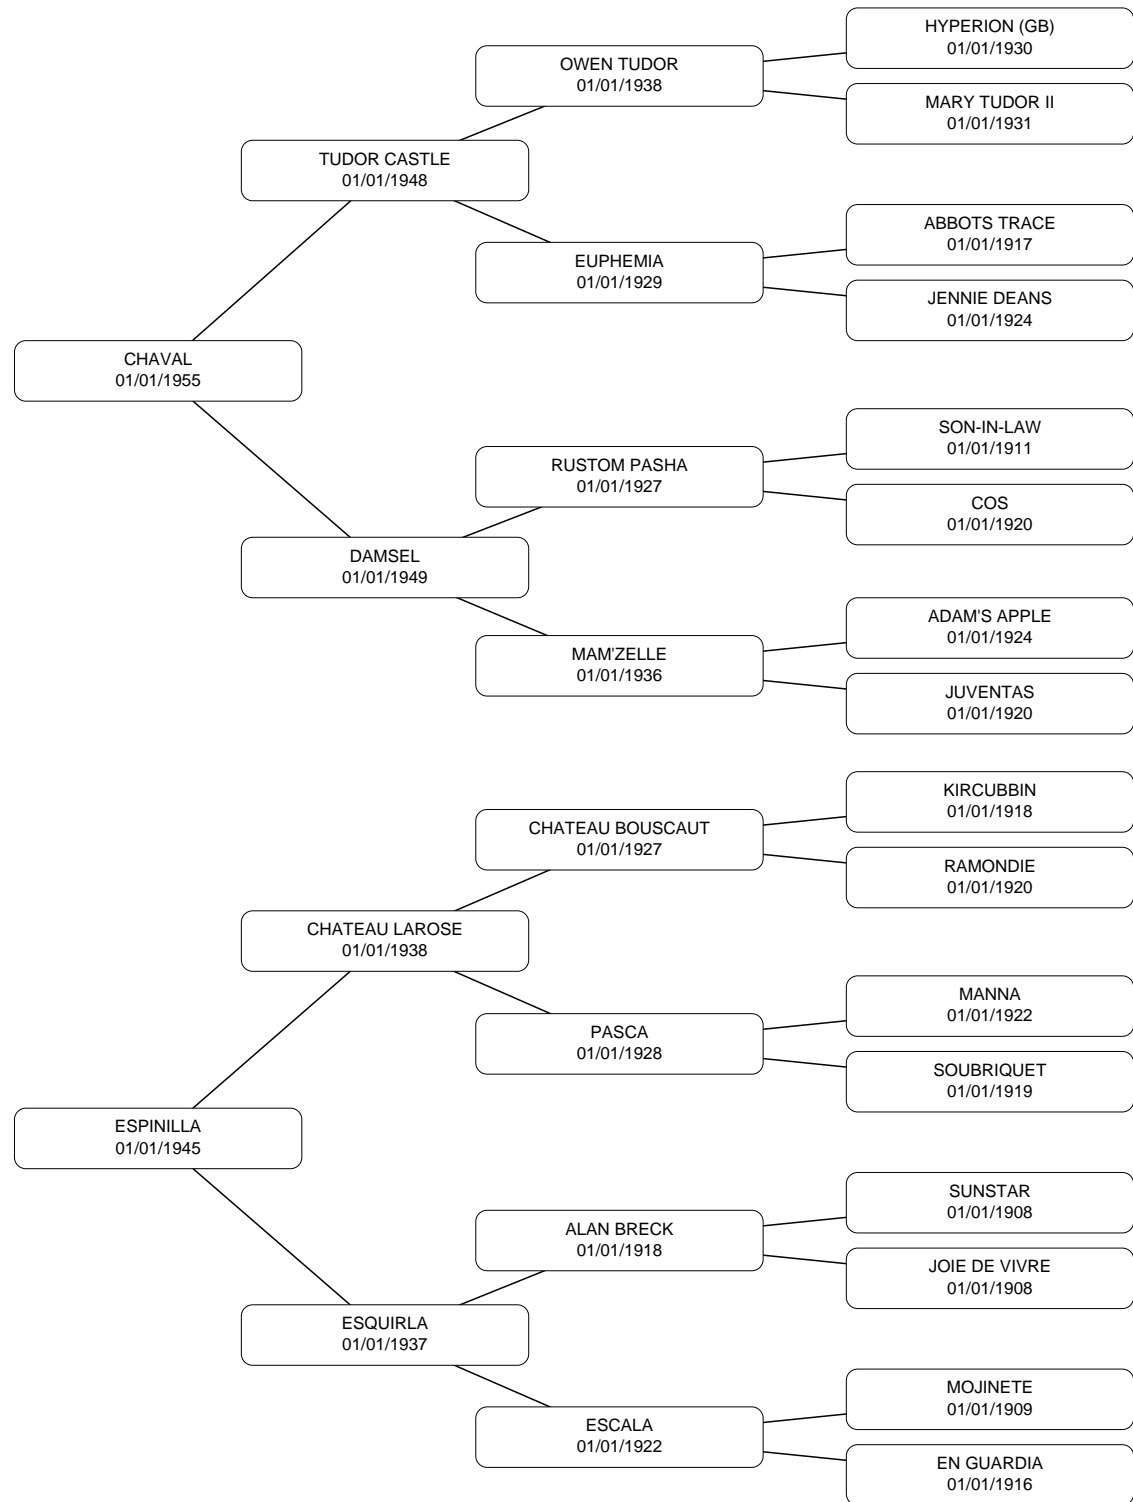 HYPERION (GB)
01/01/1930
OWEN TUDOR
01/01/1938
MARY TUDOR II
01/01/1931
TUDOR CASTLE
01/01/1948
ABBOTS TRACE
01/01/1917
EUPHEMIA
01/01/1929
JENNIE DEANS
01/01/1924
CHAVAL
01/01/1955
SON-IN-LAW
01/01/1911
RUSTOM PASHA
01/01/1927
COS
01/01/1920
DAMSEL
01/01/1949
ADAM'S APPLE
01/01/1924
MAM'ZELLE
01/01/1936
JUVENTAS
01/01/1920
KIRCUBBIN
01/01/1918
CHATEAU BOUSCAUT
01/01/1927
RAMONDIE
01/01/1920
CHATEAU LAROSE
01/01/1938
MANNA
01/01/1922
PASCA
01/01/1928
SOUBRIQUET
01/01/1919
ESPINILLA
01/01/1945
SUNSTAR
01/01/1908
ALAN BRECK
01/01/1918
JOIE DE VIVRE
01/01/1908
ESQUIRLA
01/01/1937
MOJINETE
01/01/1909
ESCALA
01/01/1922
EN GUARDIA
01/01/1916